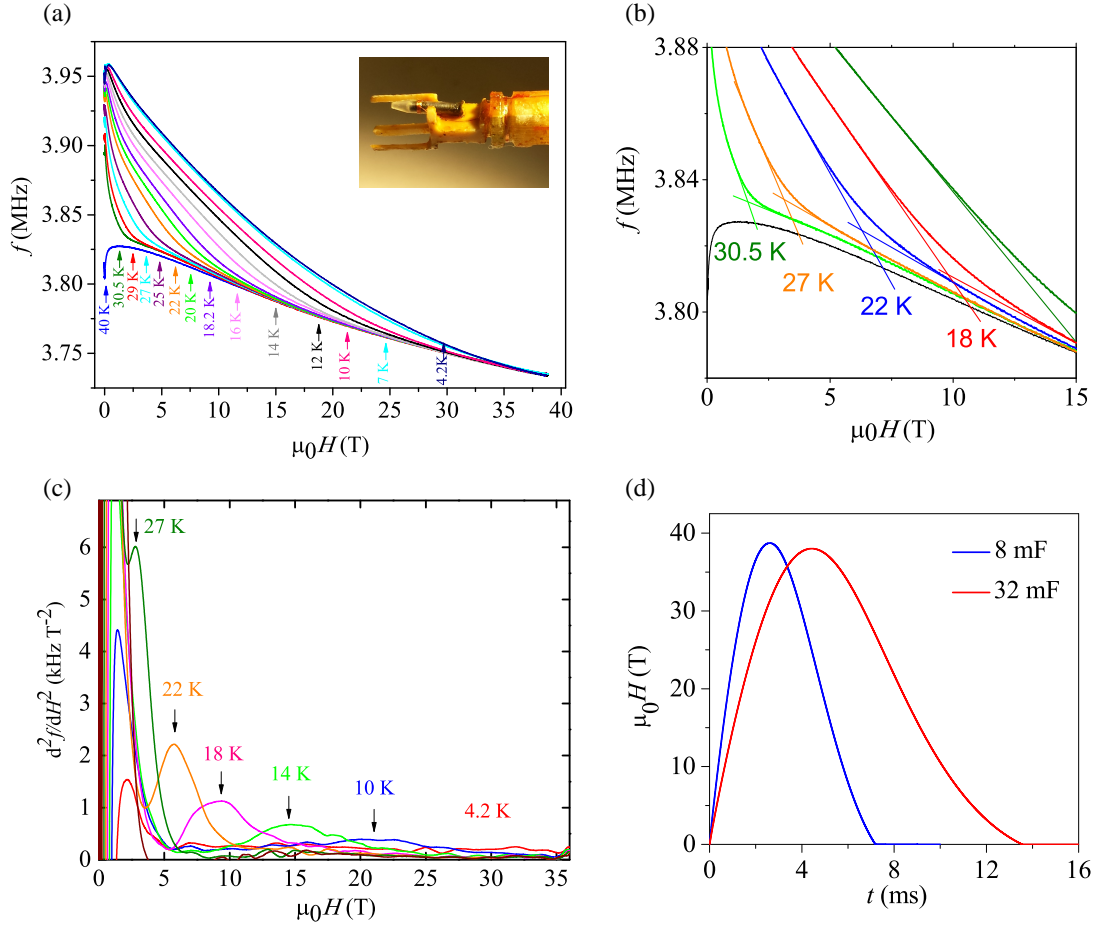 (a)
f (MHz)
3.95
3.90
3.85
3.80
3.75
40 K
30.5 K
29 K
27 K
25 K
22 K
20 K
18.2 K
16 K
14 K
12 K
10 K
7 K
4.2K
0 5 10 15 20 25 30 35 40
μ0H (T)
(b)
f (MHz)
3.88
3.84
3.80
30.5 K
27 K
22 K
18 K
0 5 10 15
μ0H (T)
(c)
d²f/dH² (kHz T⁻²)
6
5
4
3
2
1
0
27 K
22 K
18 K
14 K
10 K
4.2 K
0 5 10 15 20 25 30 35
μ0H (T)
(d)
μ0H (T)
40
30
20
10
0
8 mF
32 mF
0 4 8 12 16
t (ms)